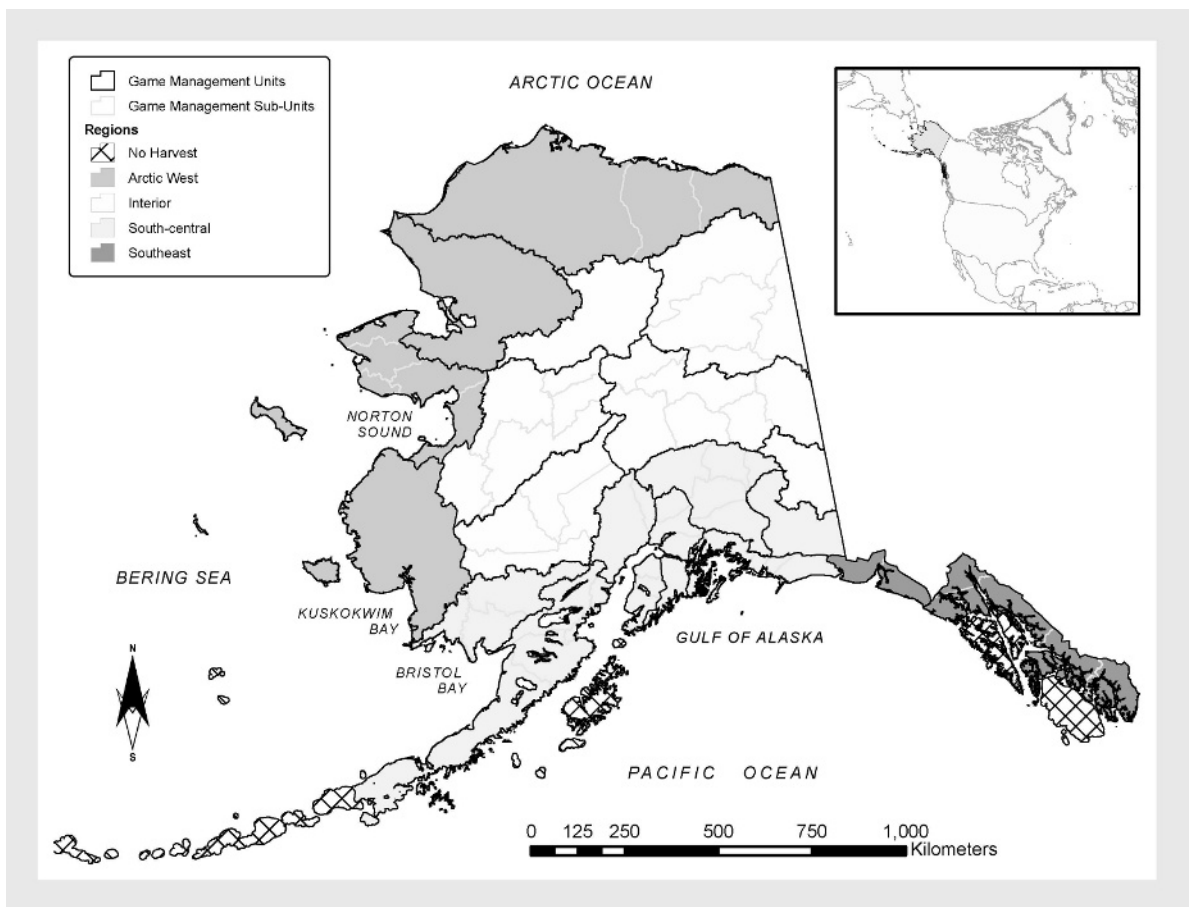 Game Management Units
Game Management Sub-Units
Regions
No Harvest
Arctic West
Interior
South-central
Southeast
ARCTIC OCEAN
NORTON
SOUND
BERING SEA
KUSKOKWIM
BAY
BRISTOL
BAY
GULF OF ALASKA
N
S
PACIFIC OCEAN
0 125 250 500 750 1,000
Kilometers